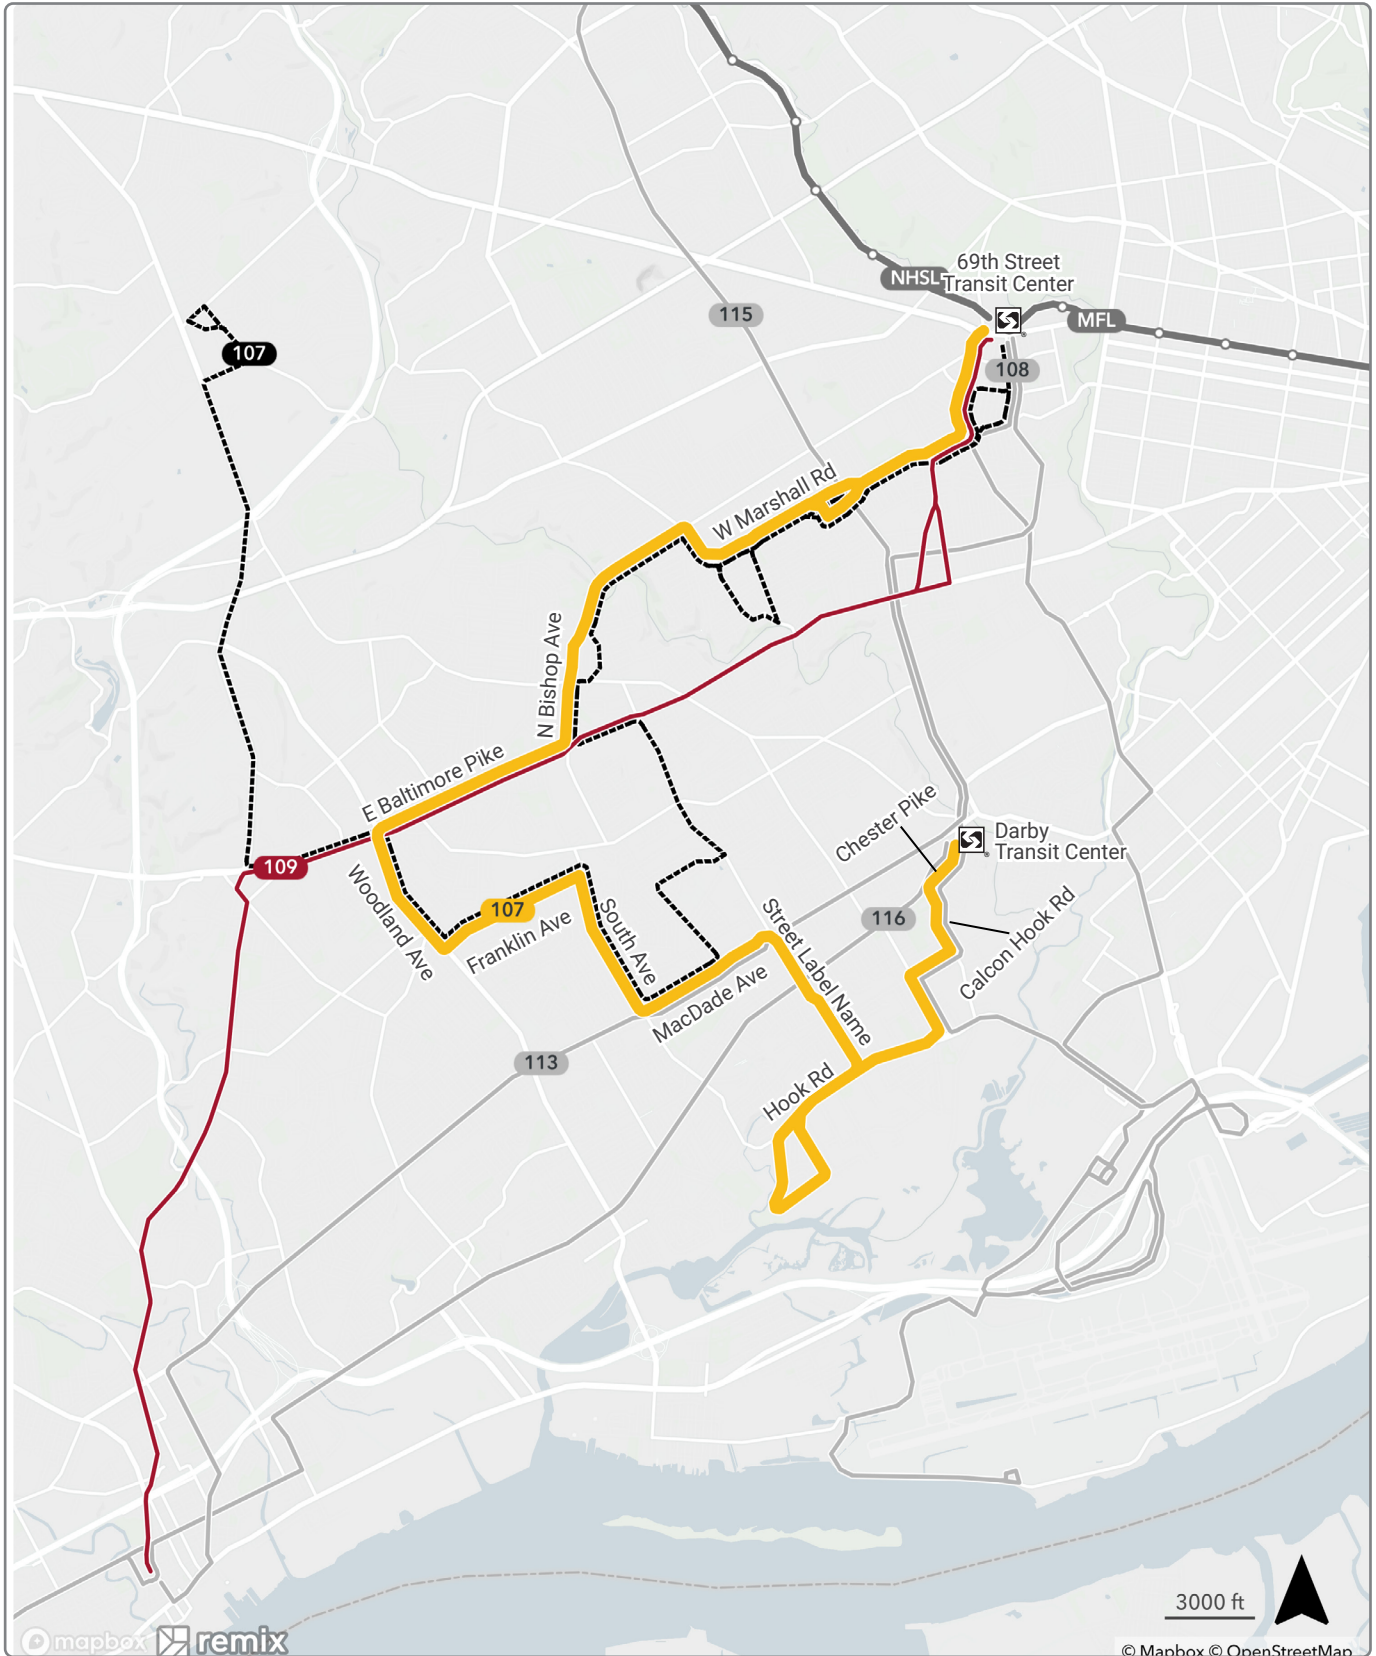 69th Street
Transit Center
NHSL
115
MFL
107
108
W Marshall Rd
N Bishop Ave
E Baltimore Pike
Chester Pike
Darby
Transit Center
109
Woodland Ave
107
Franklin Ave
South Ave
Street Label Name
116
Calcon Hook Rd
MacDade Ave
113
Hook Rd
3000 ft
mapbox
remix
© Mapbox © OpenStreetMap